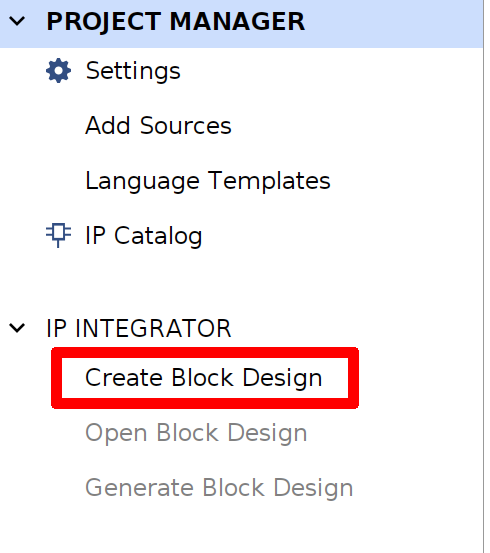 PROJECT MANAGER
Settings
Add Sources
Language Templates
IP Catalog
IP INTEGRATOR
Create Block Design
Open Block Design
Generate Block Design